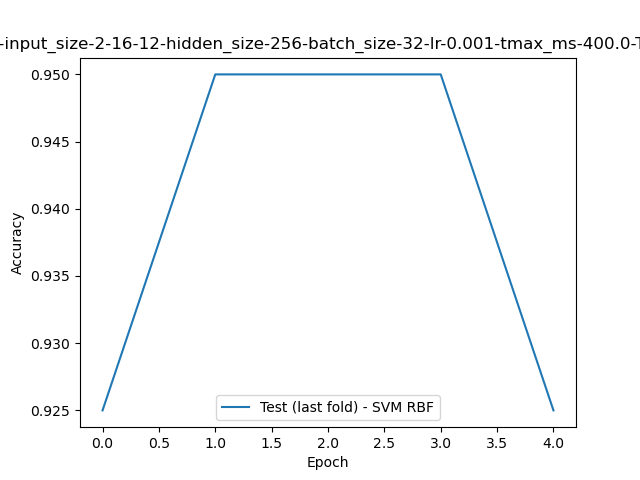 -input_size-2-16-12-hidden_size-256-batch_size-32-lr-0.001-tmax_ms-400.0-T
0.950
0.945
0.940
0.935
0.930
0.925
Accuracy
Test (last fold) - SVM RBF
0.0 0.5 1.0 1.5 2.0 2.5 3.0 3.5 4.0
Epoch